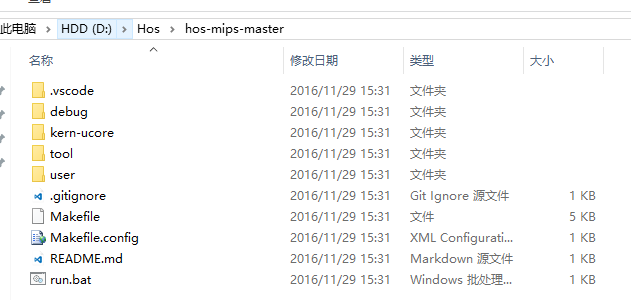 此电脑 > HDD (D:) > Hos > hos-mips-master
名称 修改日期 类型 大小
.vscode 2016/11/29 15:31 文件夹
debug 2016/11/29 15:31 文件夹
kern-ucore 2016/11/29 15:31 文件夹
tool 2016/11/29 15:31 文件夹
user 2016/11/29 15:31 文件夹
.gitignore 2016/11/29 15:31 Git Ignore 源文件 1 KB
Makefile 2016/11/29 15:31 文件 5 KB
Makefile.config 2016/11/29 15:31 XML Configurati... 1 KB
README.md 2016/11/29 15:31 Markdown 源文件 1 KB
run.bat 2016/11/29 15:31 Windows 批处理... 1 KB